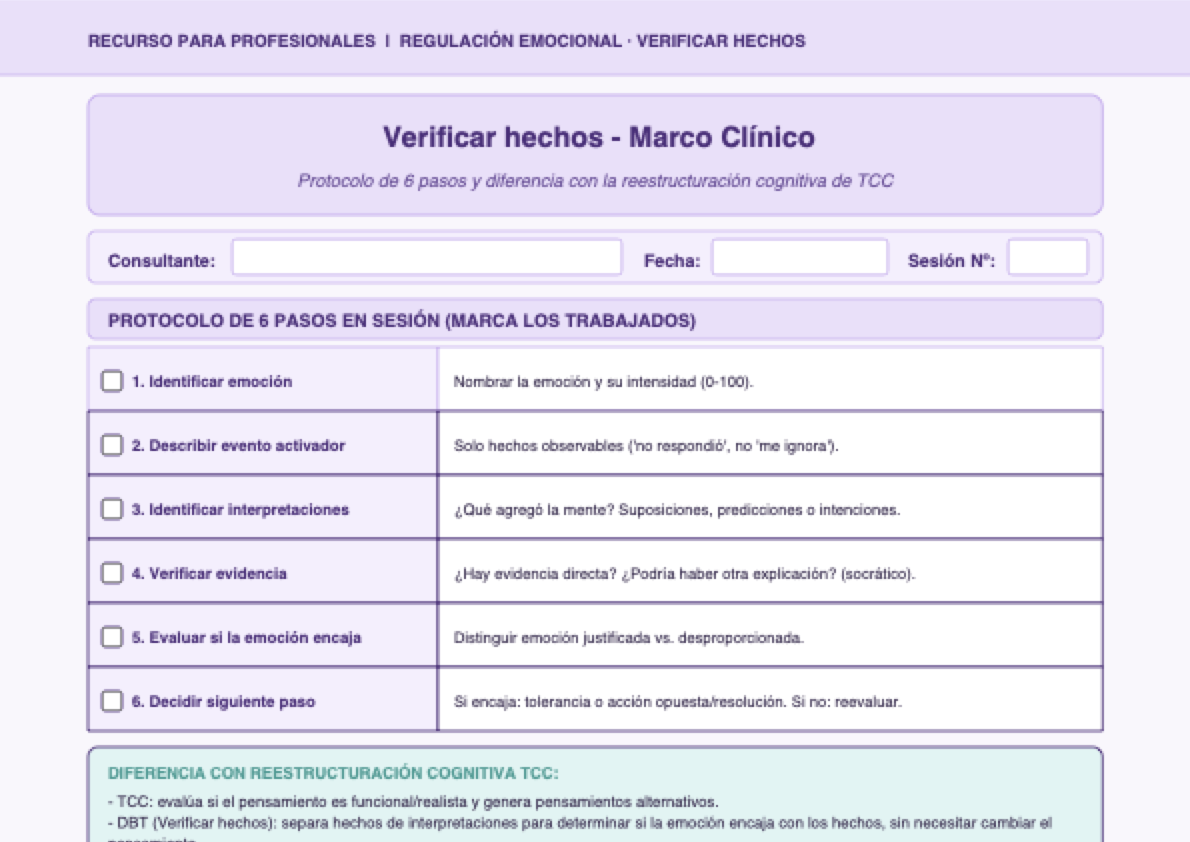 RECURSO PARA PROFESIONALES | REGULACIÓN EMOCIONAL · VERIFICAR HECHOS
Verificar hechos - Marco Clínico
Protocolo de 6 pasos y diferencia con la reestructuración cognitiva de TCC
Consultante: Fecha: Sesión Nº:
PROTOCOLO DE 6 PASOS EN SESIÓN (MARCA LOS TRABAJADOS)
1. Identificar emoción Nombrar la emoción y su intensidad (0-100).
2. Describir evento activador Solo hechos observables ('no respondió', no 'me ignora').
3. Identificar interpretaciones ¿Qué agregó la mente? Suposiciones, predicciones o intenciones.
4. Verificar evidencia ¿Hay evidencia directa? ¿Podría haber otra explicación? (socrático).
5. Evaluar si la emoción encaja Distinguir emoción justificada vs. desproporcionada.
6. Decidir siguiente paso Si encaja: tolerancia o acción opuesta/resolución. Si no: reevaluar.
DIFERENCIA CON REESTRUCTURACIÓN COGNITIVA TCC:
- TCC: evalúa si el pensamiento es funcional/realista y genera pensamientos alternativos.
- DBT (Verificar hechos): separa hechos de interpretaciones para determinar si la emoción encaja con los hechos, sin necesitar cambiar el